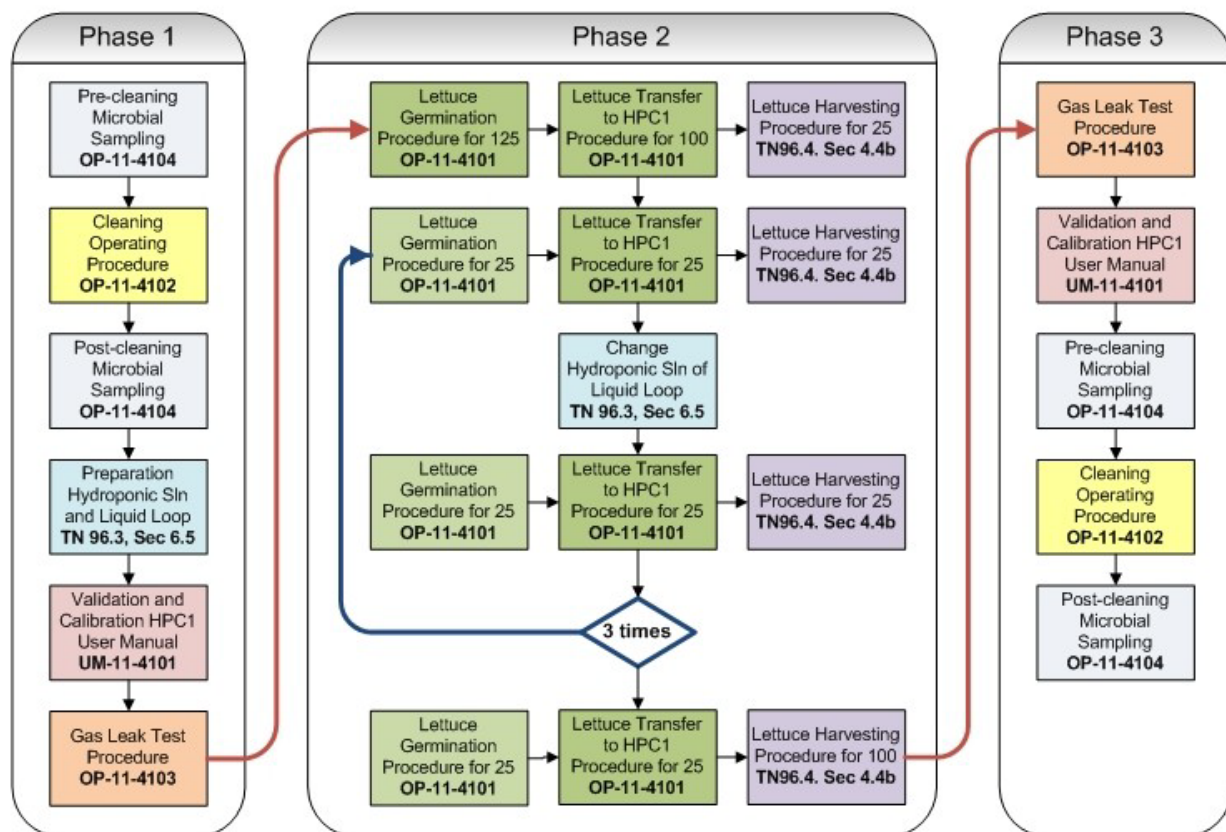 Phase 1
Pre-cleaning
Microbial
Sampling
OP-11-4104
Cleaning
Operating
Procedure
OP-11-4102
Post-cleaning
Microbial
Sampling
OP-11-4104
Preparation
Hydroponic Sln
and Liquid Loop
TN 96.3, Sec 6.5
Validation and
Calibration HPC1
User Manual
UM-11-4101
Gas Leak Test
Procedure
OP-11-4103
Phase 2
Lettuce
Germination
Procedure for 125
OP-11-4101
Lettuce Transfer
to HPC1
Procedure for 100
OP-11-4101
Lettuce Harvesting
Procedure for 25
TN96.4. Sec 4.4b
Lettuce
Germination
Procedure for 25
OP-11-4101
Lettuce Transfer
to HPC1
Procedure for 25
OP-11-4101
Lettuce Harvesting
Procedure for 25
TN96.4. Sec 4.4b
Change
Hydroponic Sln of
Liquid Loop
TN 96.3, Sec 6.5
Lettuce
Germination
Procedure for 25
OP-11-4101
Lettuce Transfer
to HPC1
Procedure for 25
OP-11-4101
Lettuce Harvesting
Procedure for 25
TN96.4. Sec 4.4b
3 times
Lettuce
Germination
Procedure for 25
OP-11-4101
Lettuce Transfer
to HPC1
Procedure for 25
OP-11-4101
Lettuce Harvesting
Procedure for 100
TN96.4. Sec 4.4b
Phase 3
Gas Leak Test
Procedure
OP-11-4103
Validation and
Calibration HPC1
User Manual
UM-11-4101
Pre-cleaning
Microbial
Sampling
OP-11-4104
Cleaning
Operating
Procedure
OP-11-4102
Post-cleaning
Microbial
Sampling
OP-11-4104